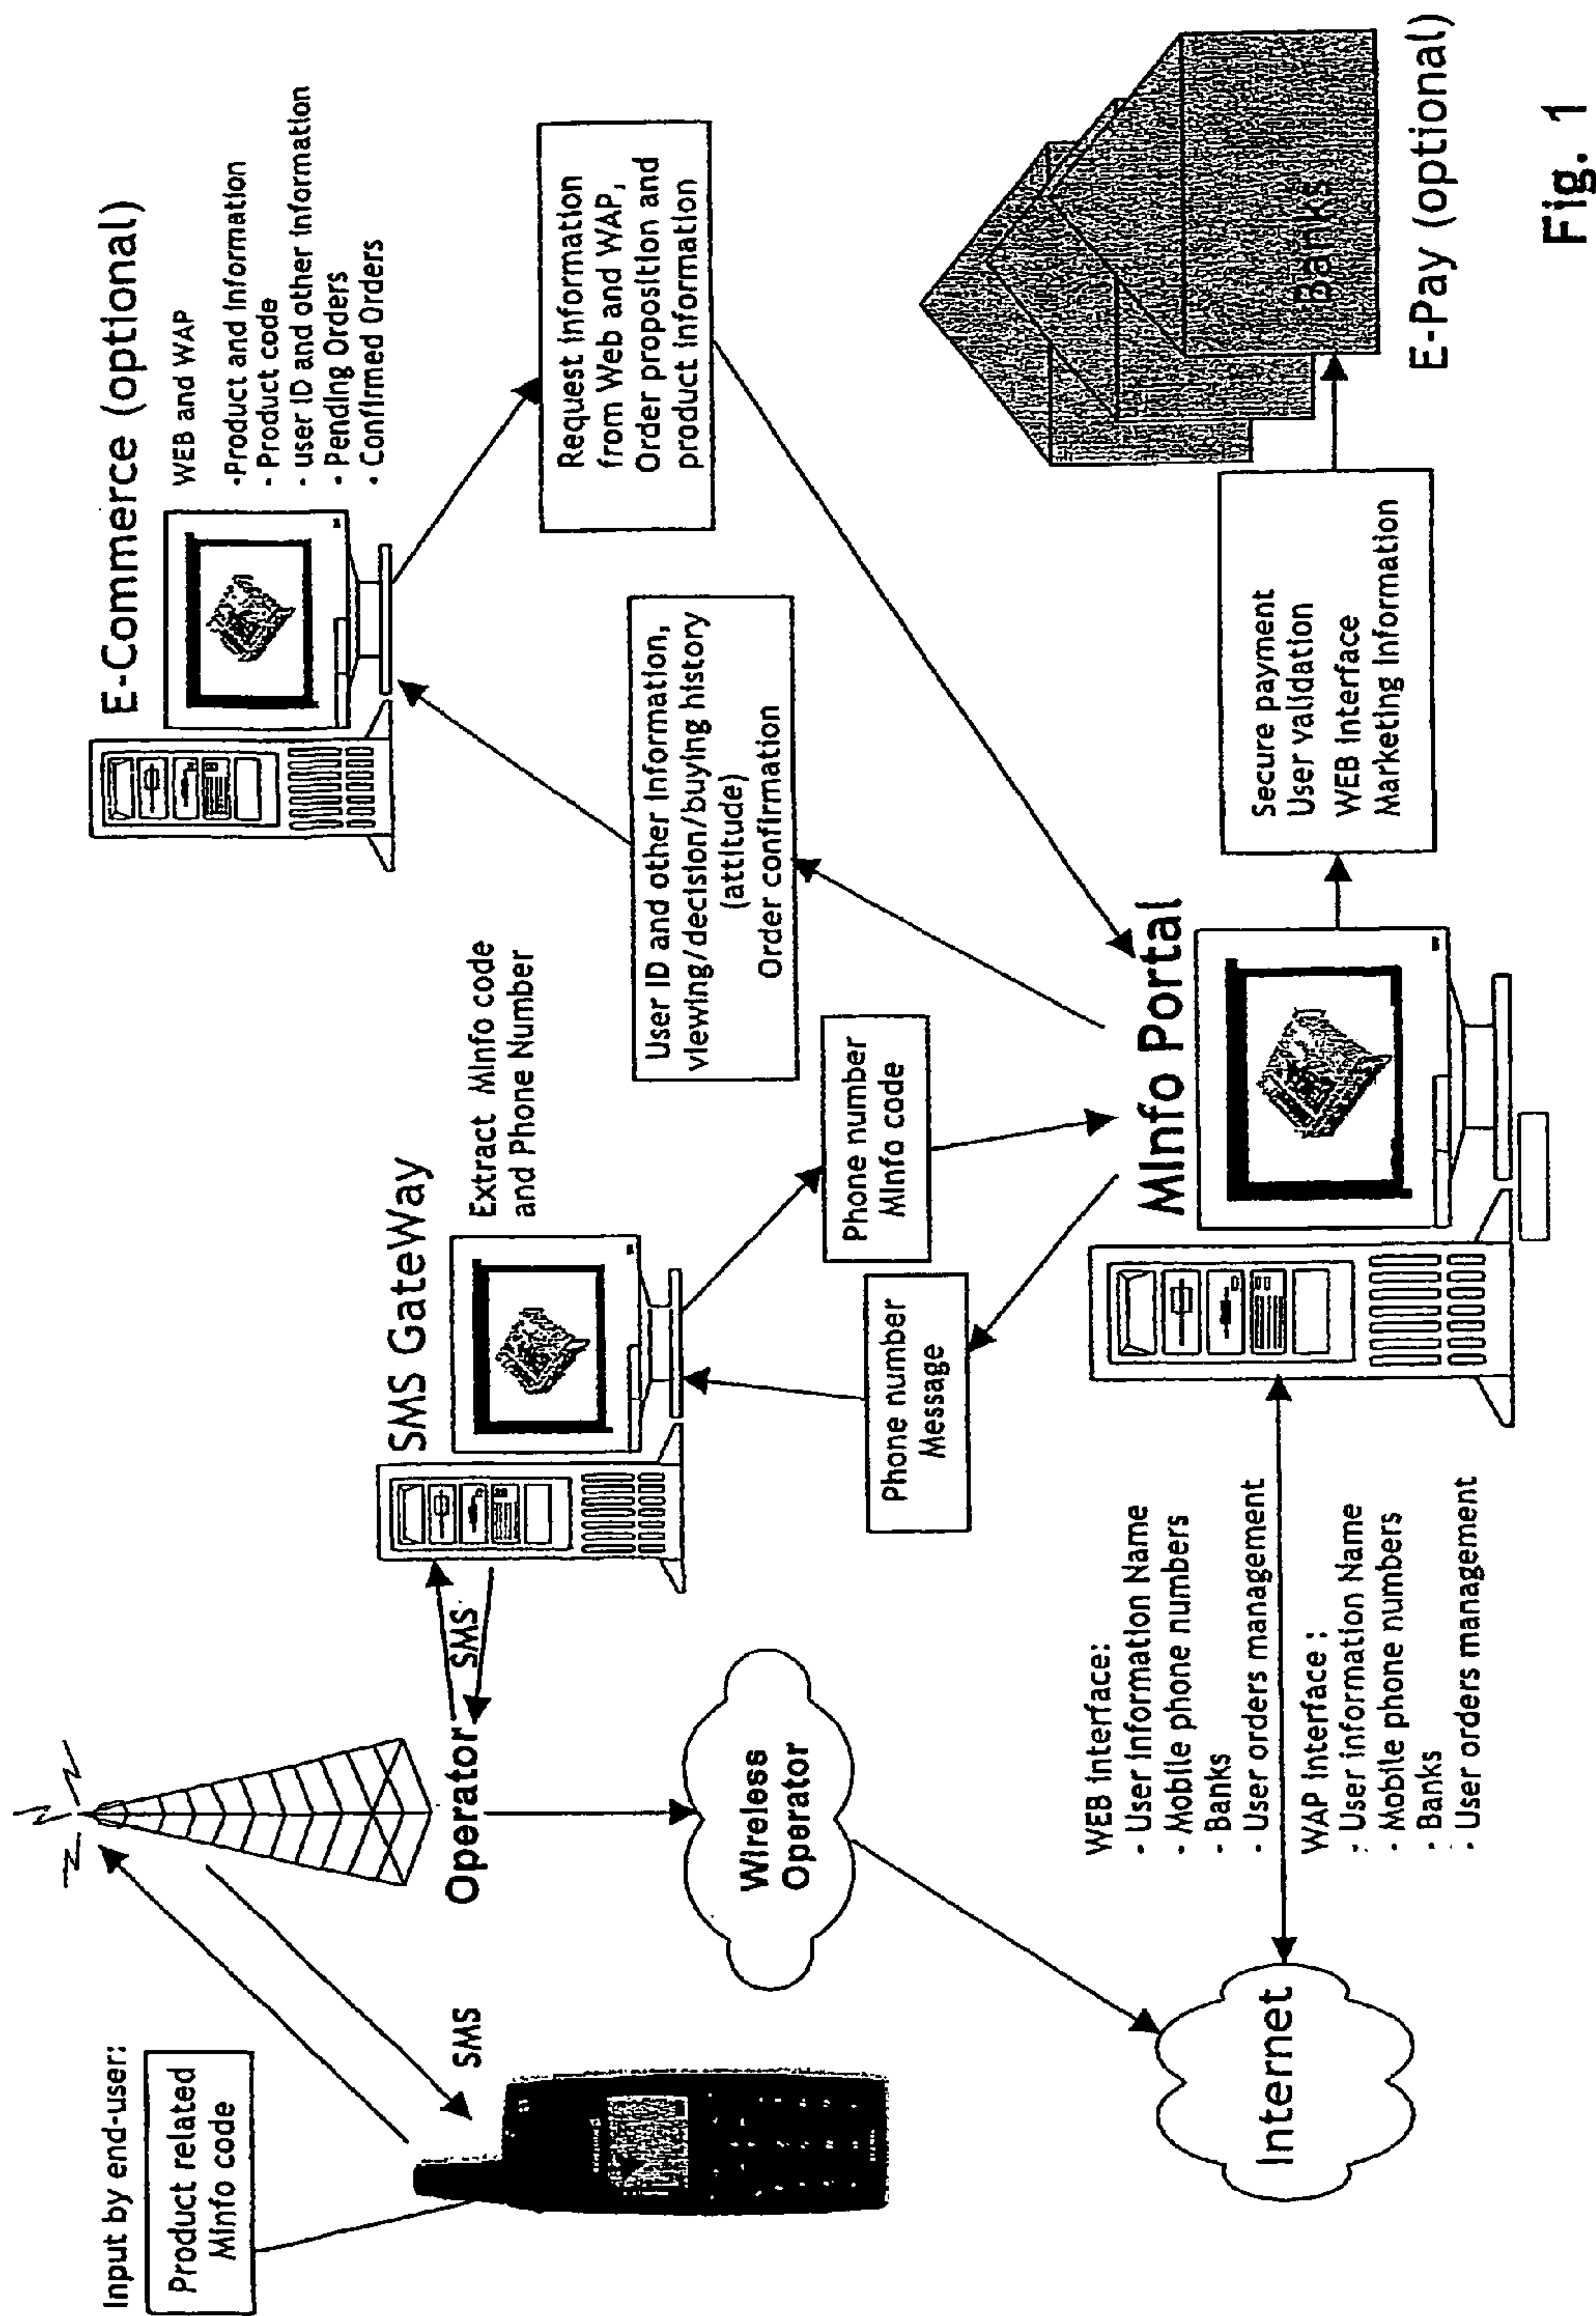 Input by end-user:
Product related
MInfo code
SMS
Operator
SMS
Wireless
Operator
Internet
SMS GateWay
Extract MInfo code
and Phone Number
Phone number
Message
Phone number
MInfo code
E-Commerce (optional)
WEB and WAP
-Product and Information
- Product code
- user ID and other information
- Pending Orders
- Confirmed Orders
User ID and other information,
viewing/decision/buying history
(attitude)
Order confirmation
Request information
from Web and WAP,
Order proposition and
product information
MInfo Portal
WEB interface:
- User information Name
- Mobile phone numbers
- Banks
- User orders management
WAP interface :
- User information Name
- Mobile phone numbers
- Banks
- User orders management
Secure payment
User validation
WEB interface
Marketing information
Banks
E-Pay (optional)
Fig. 1